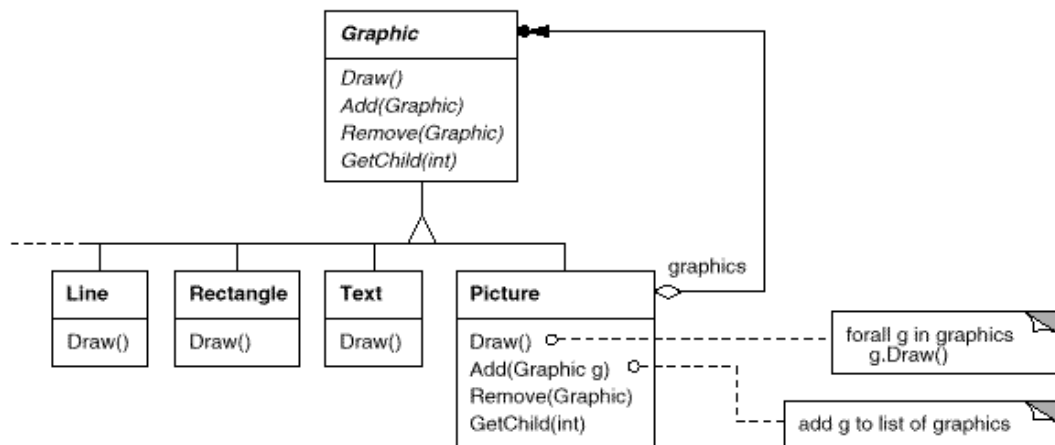 Graphic
Draw()
Add(Graphic)
Remove(Graphic)
GetChild(int)
graphics
Line
Draw()
Rectangle
Draw()
Text
Draw()
Picture
Draw()
Add(Graphic g)
Remove(Graphic)
GetChild(int)
forall g in graphics
g.Draw()
add g to list of graphics